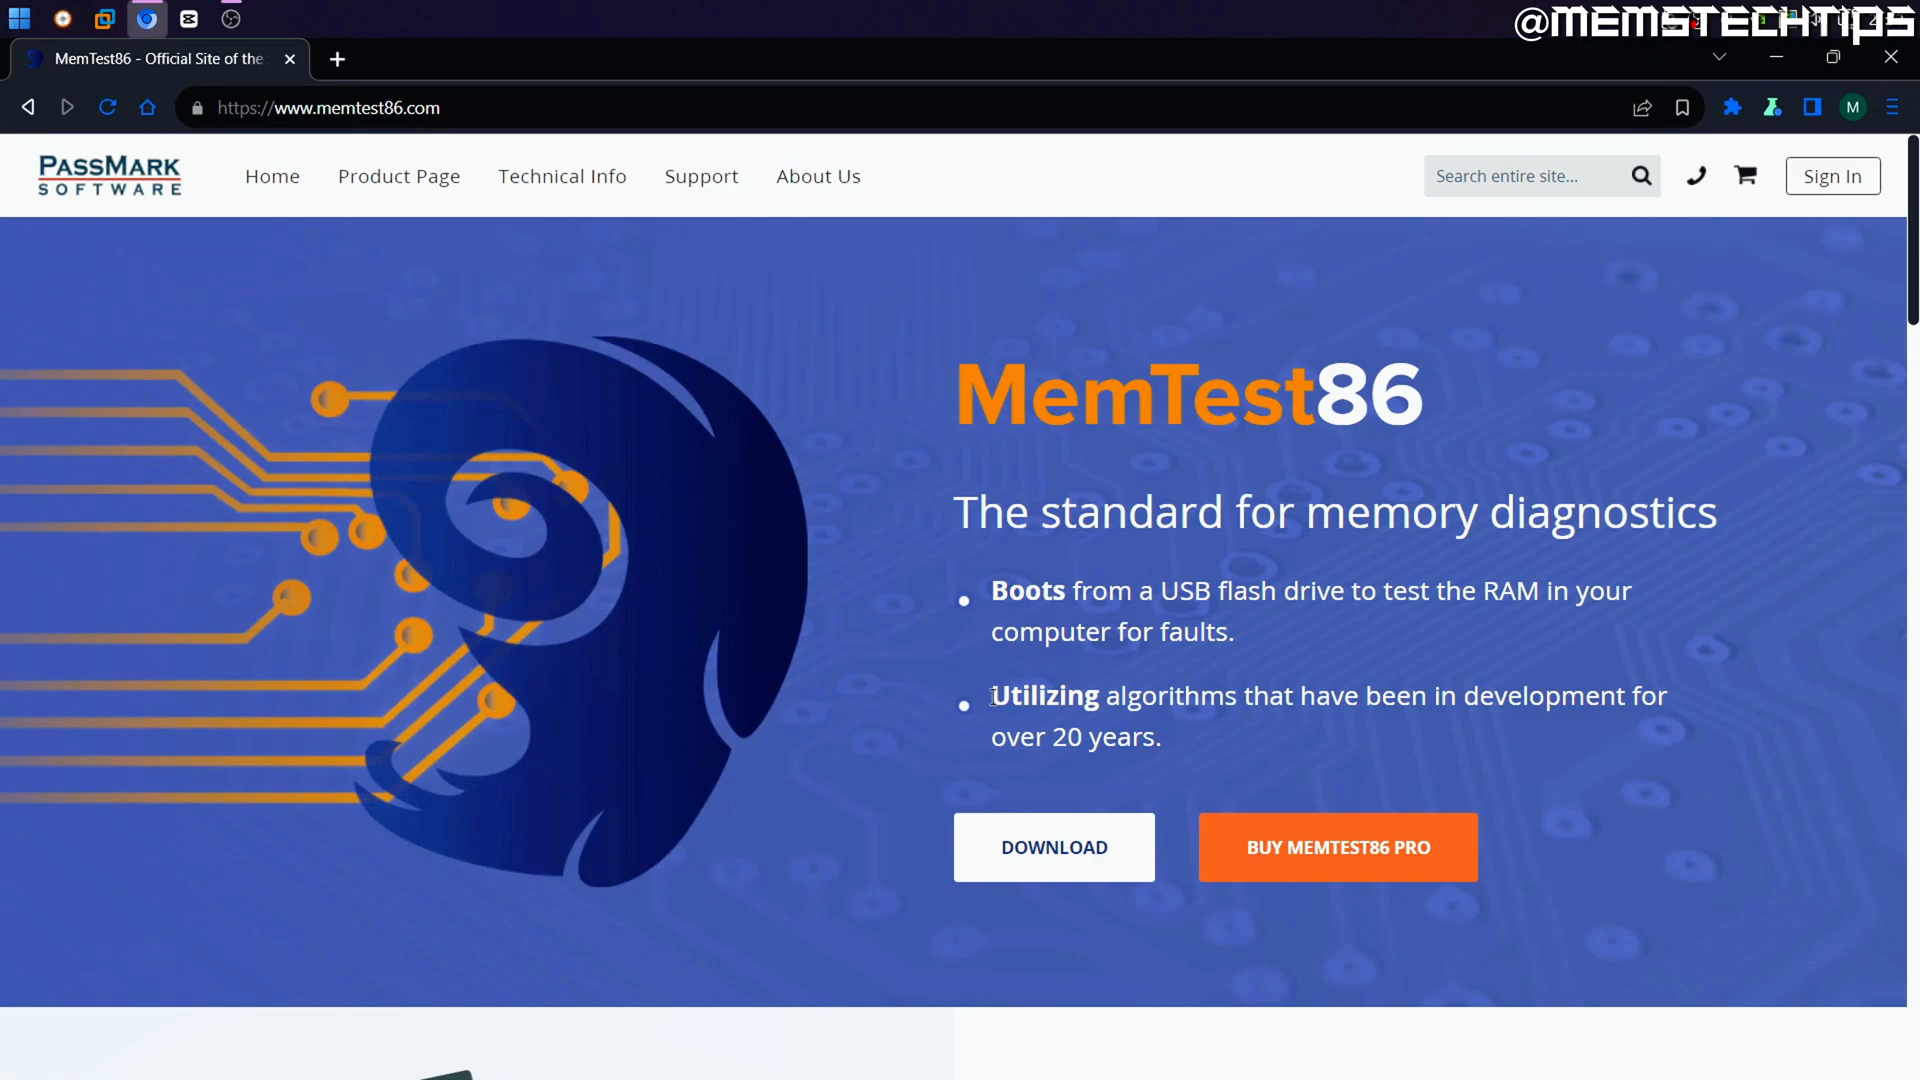 @MEMSTECHTIPS
MemTest86 - Official Site of the
https://www.memtest86.com
M
PASSMARK
SOFTWARE
Home
Product Page
Technical Info
Support
About Us
Search entire site...
Sign In
MemTest86
The standard for memory diagnostics
Boots from a USB flash drive to test the RAM in your
computer for faults.
Utilizing algorithms that have been in development for
over 20 years.
DOWNLOAD
BUY MEMTEST86 PRO